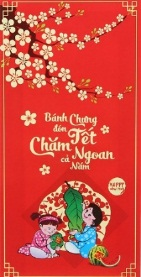 Bánh Chưng
đón Tết
Chăm Ngoan
cả Năm
HAPPY